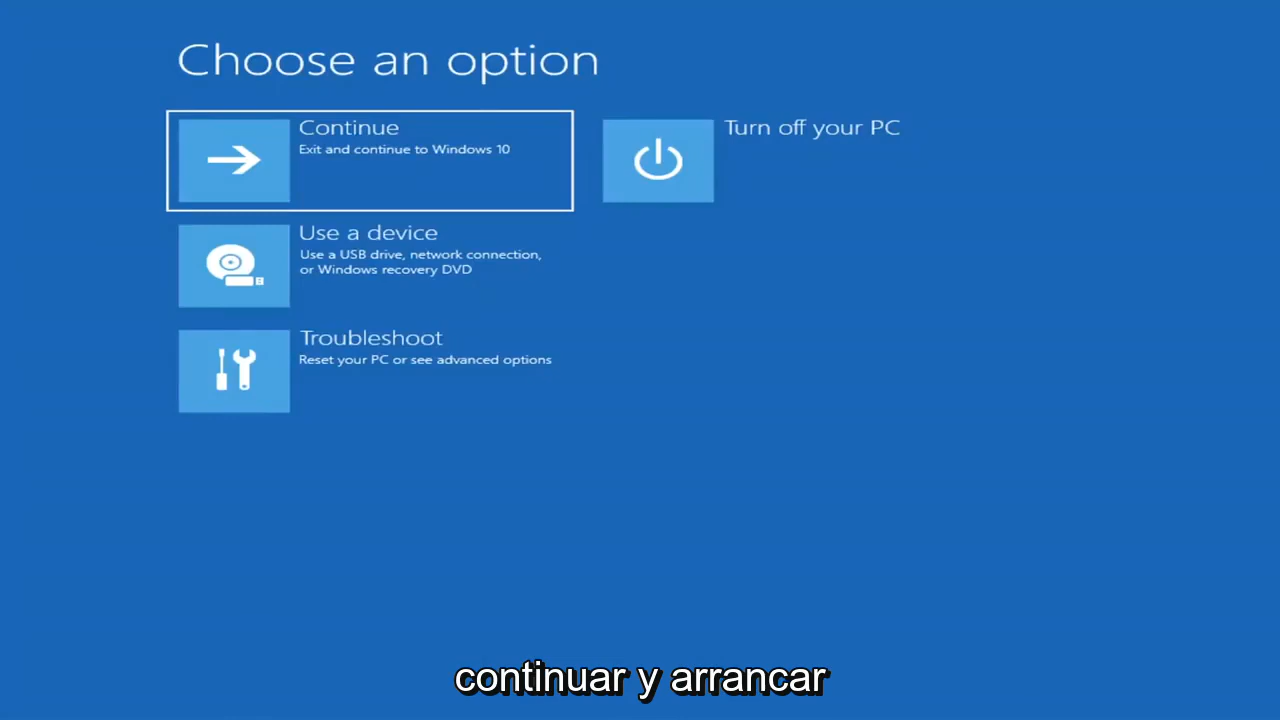 Choose an option
Continue
Exit and continue to Windows 10
Turn off your PC
Use a device
Use a USB drive, network connection,
or Windows recovery DVD
Troubleshoot
Reset your PC or see advanced options
continuar y arrancar